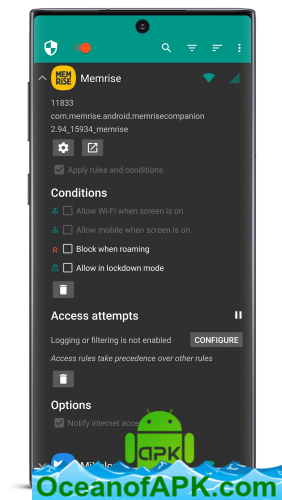 MEM
RISE
Memrise
11833
com.memrise.android.memrisecompanion
2.94_15934_memrise
Apply rules and conditions
Conditions
Allow Wi-Fi when screen is on
Allow mobile when screen is on
R Block when roaming
Allow in lockdown mode
Access attempts
Logging or filtering is not enabled CONFIGURE
Access rules take precedence over other rules
Options
Notify internet acce
APK
OceanofAPK.com